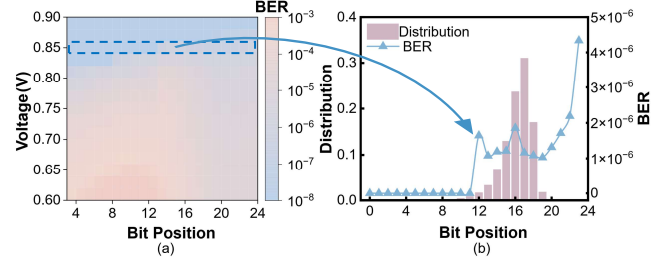 BER
10⁻³
10⁻⁴
10⁻⁵
10⁻⁶
10⁻⁷
10⁻⁸
Voltage(V)
0.90
0.85
0.80
0.75
0.70
0.65
0.60
4 8 12 16 20 24
Bit Position
(a)
Distribution
0.4
0.3
0.2
0.1
0.0
Distribution
BER
5×10⁻⁶
4×10⁻⁶
3×10⁻⁶
2×10⁻⁶
1×10⁻⁶
0
BER
0 4 8 12 16 20 24
Bit Position
(b)